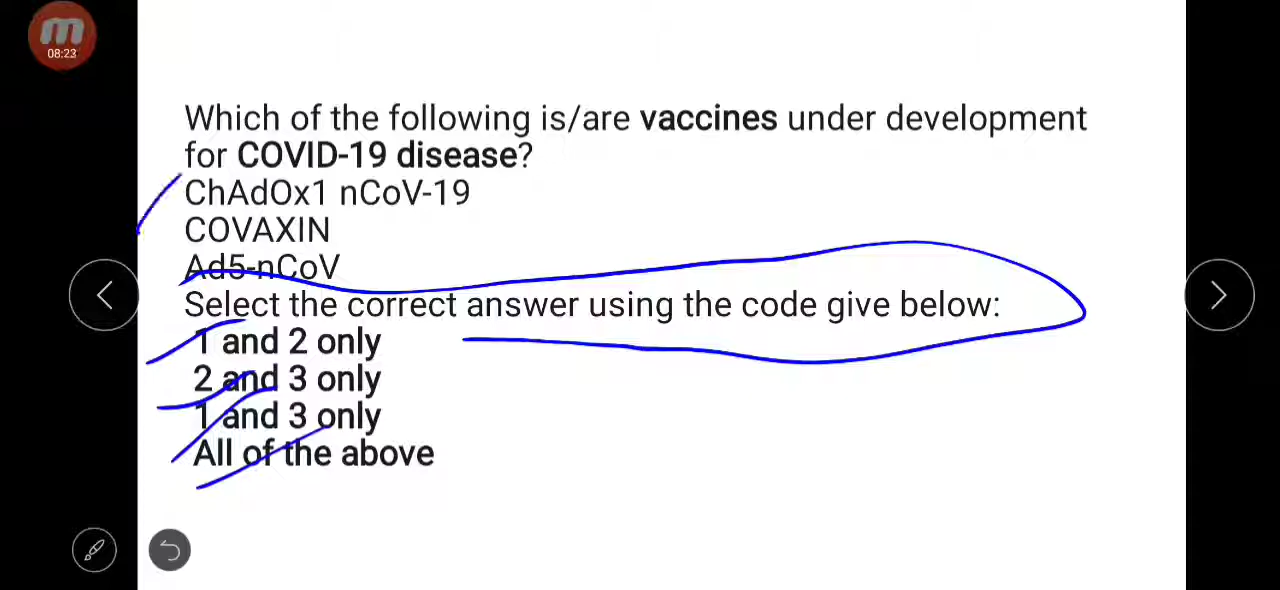 m
08:23
Which of the following is/are vaccines under development
for COVID-19 disease?
ChAdOx1 nCoV-19
COVAXIN
Ad5-nCoV
Select the correct answer using the code give below:
1 and 2 only
2 and 3 only
1 and 3 only
All of the above